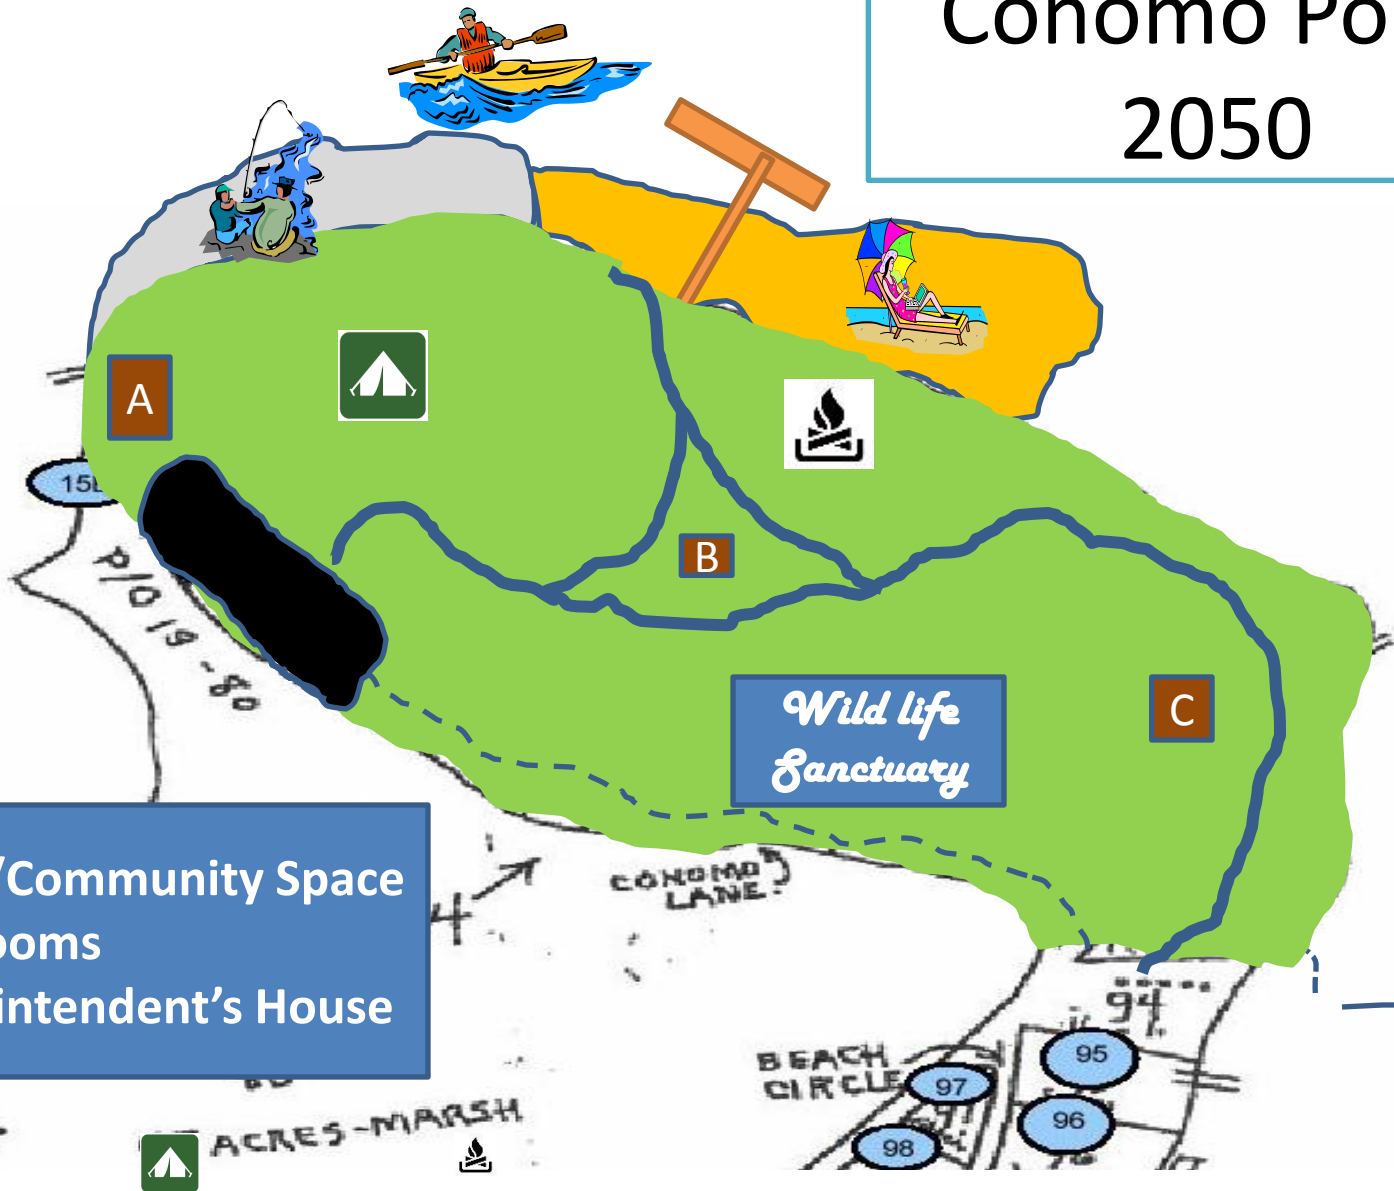 Conomo Po
2050
A
15
B
P/O 19-80
Wild life
Sanctuary
C
/Community Space
ooms
intendent's House
4
CONOMO
LANE
94
BEACH
CIRCLE
95
97
96
98
ACRES-MARSH